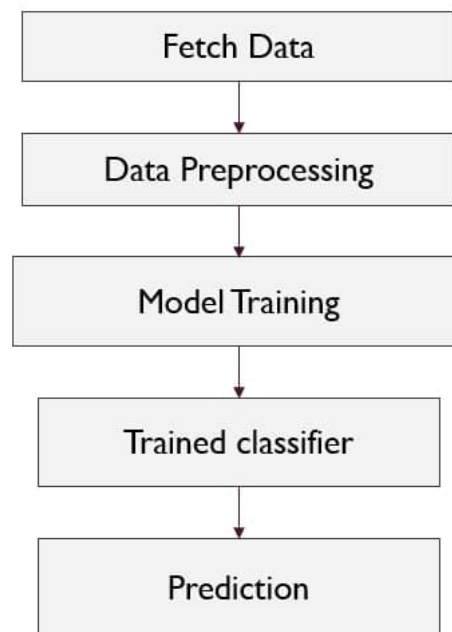 Fetch Data
Data Preprocessing
Model Training
Trained classifier
Prediction